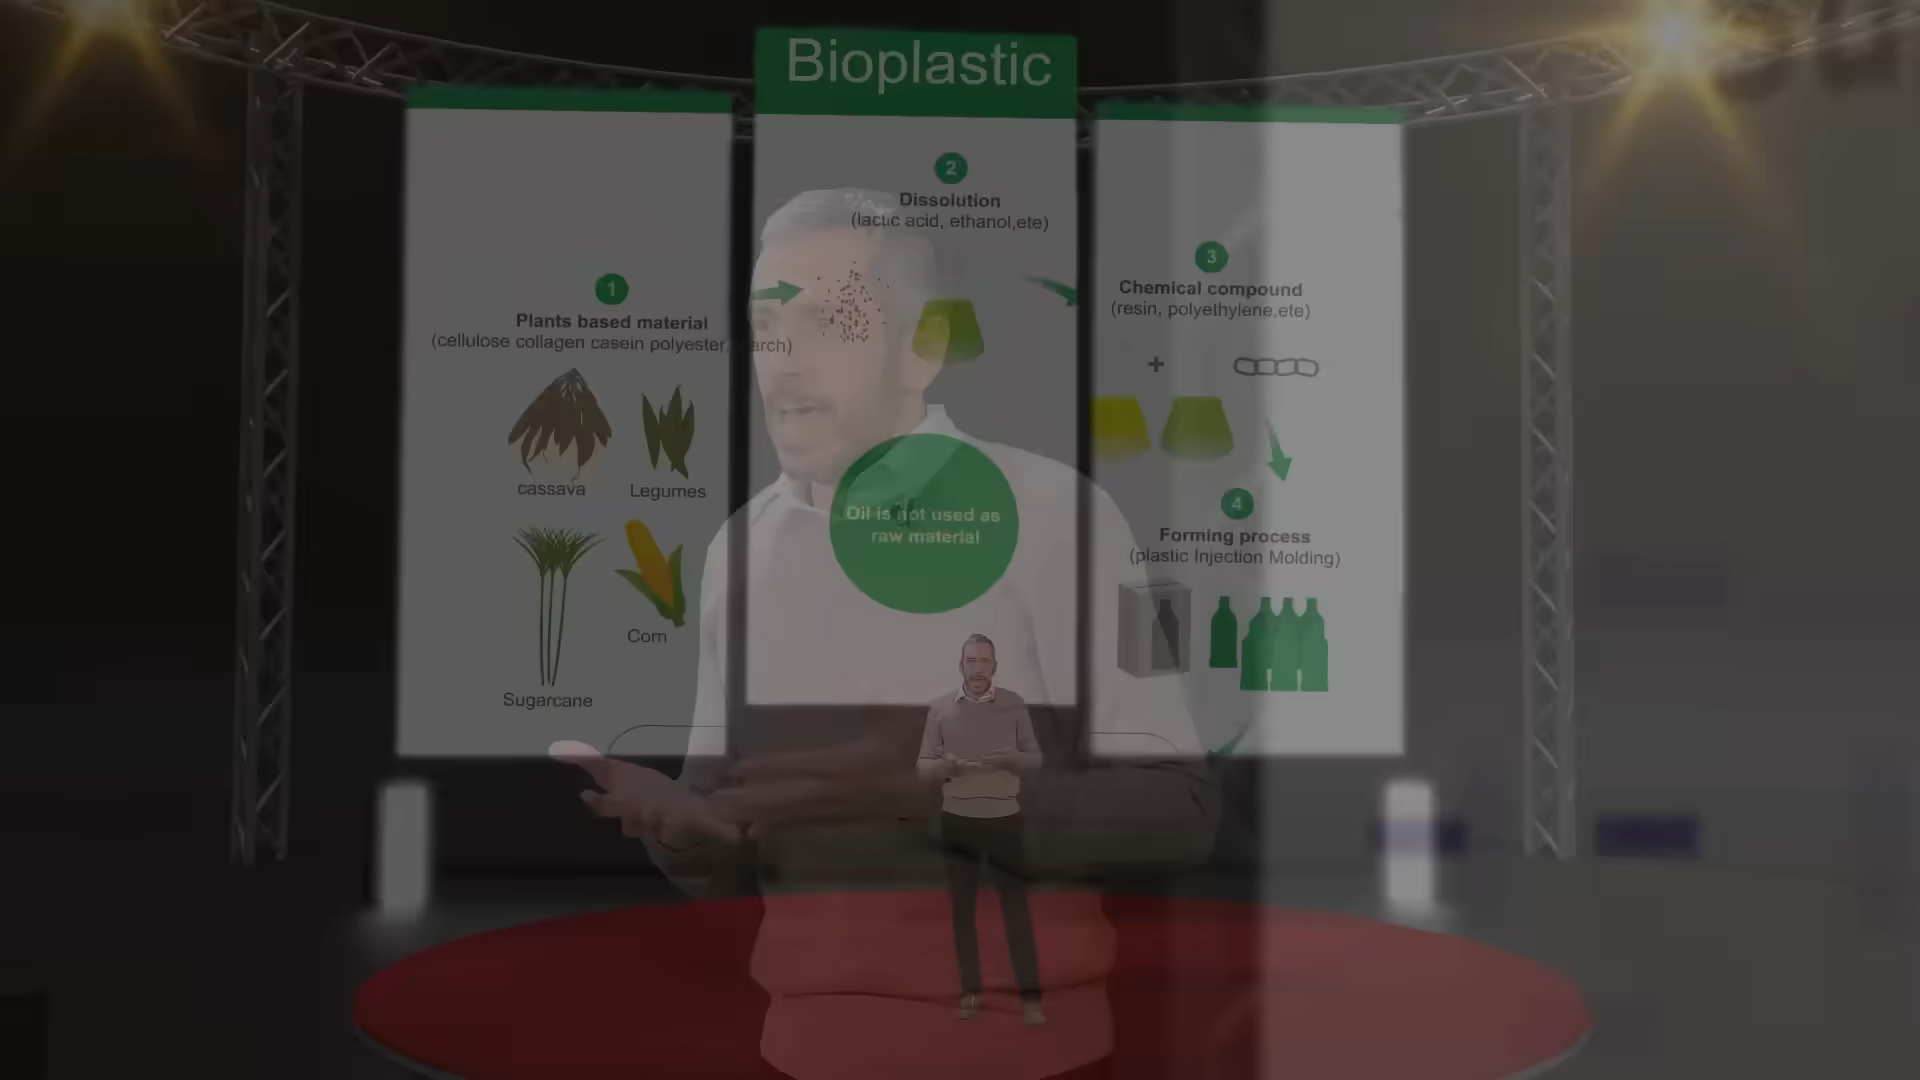 Bioplastic
1
Plants based material
(cellulose collagen casein polyester, arch)
cassava
Legumes
Corn
Sugarcane
2
Dissolution
(lactic acid, ethanol,ete)
Oil is not used as
raw material
3
Chemical compound
(resin, polyethylene,ete)
+
4
Forming process
(plastic Injection Molding)